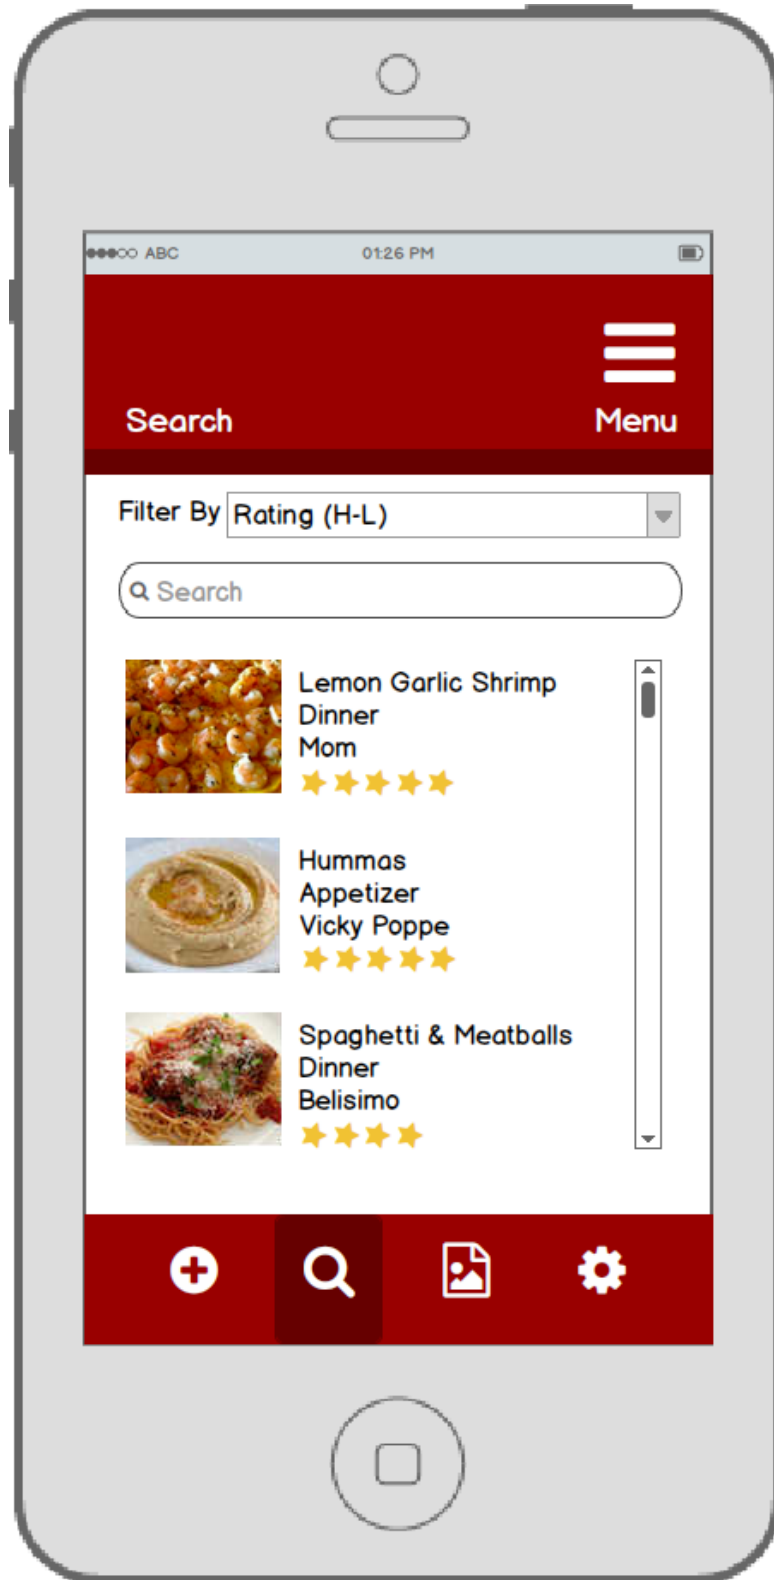 ABC 01:26 PM
Search Menu
Filter By Rating (H-L)
Search
Lemon Garlic Shrimp
Dinner
Mom
Hummas
Appetizer
Vicky Poppe
Spaghetti & Meatballs
Dinner
Belisimo